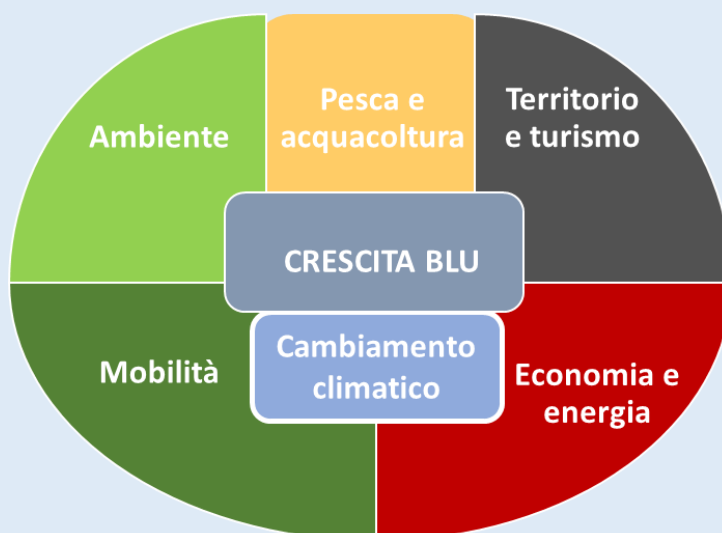 Ambiente
Pesca e
acquacoltura
Territorio
e turismo
CRESCITA BLU
Mobilità
Cambiamento
climatico
Economia e
energia